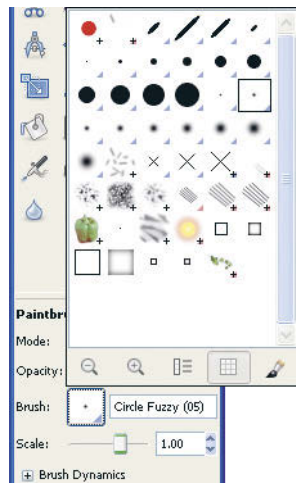 Paintbr
Mode:
Opacity:
Brush: Circle Fuzzy (05)
Scale: 1.00
Brush Dynamics